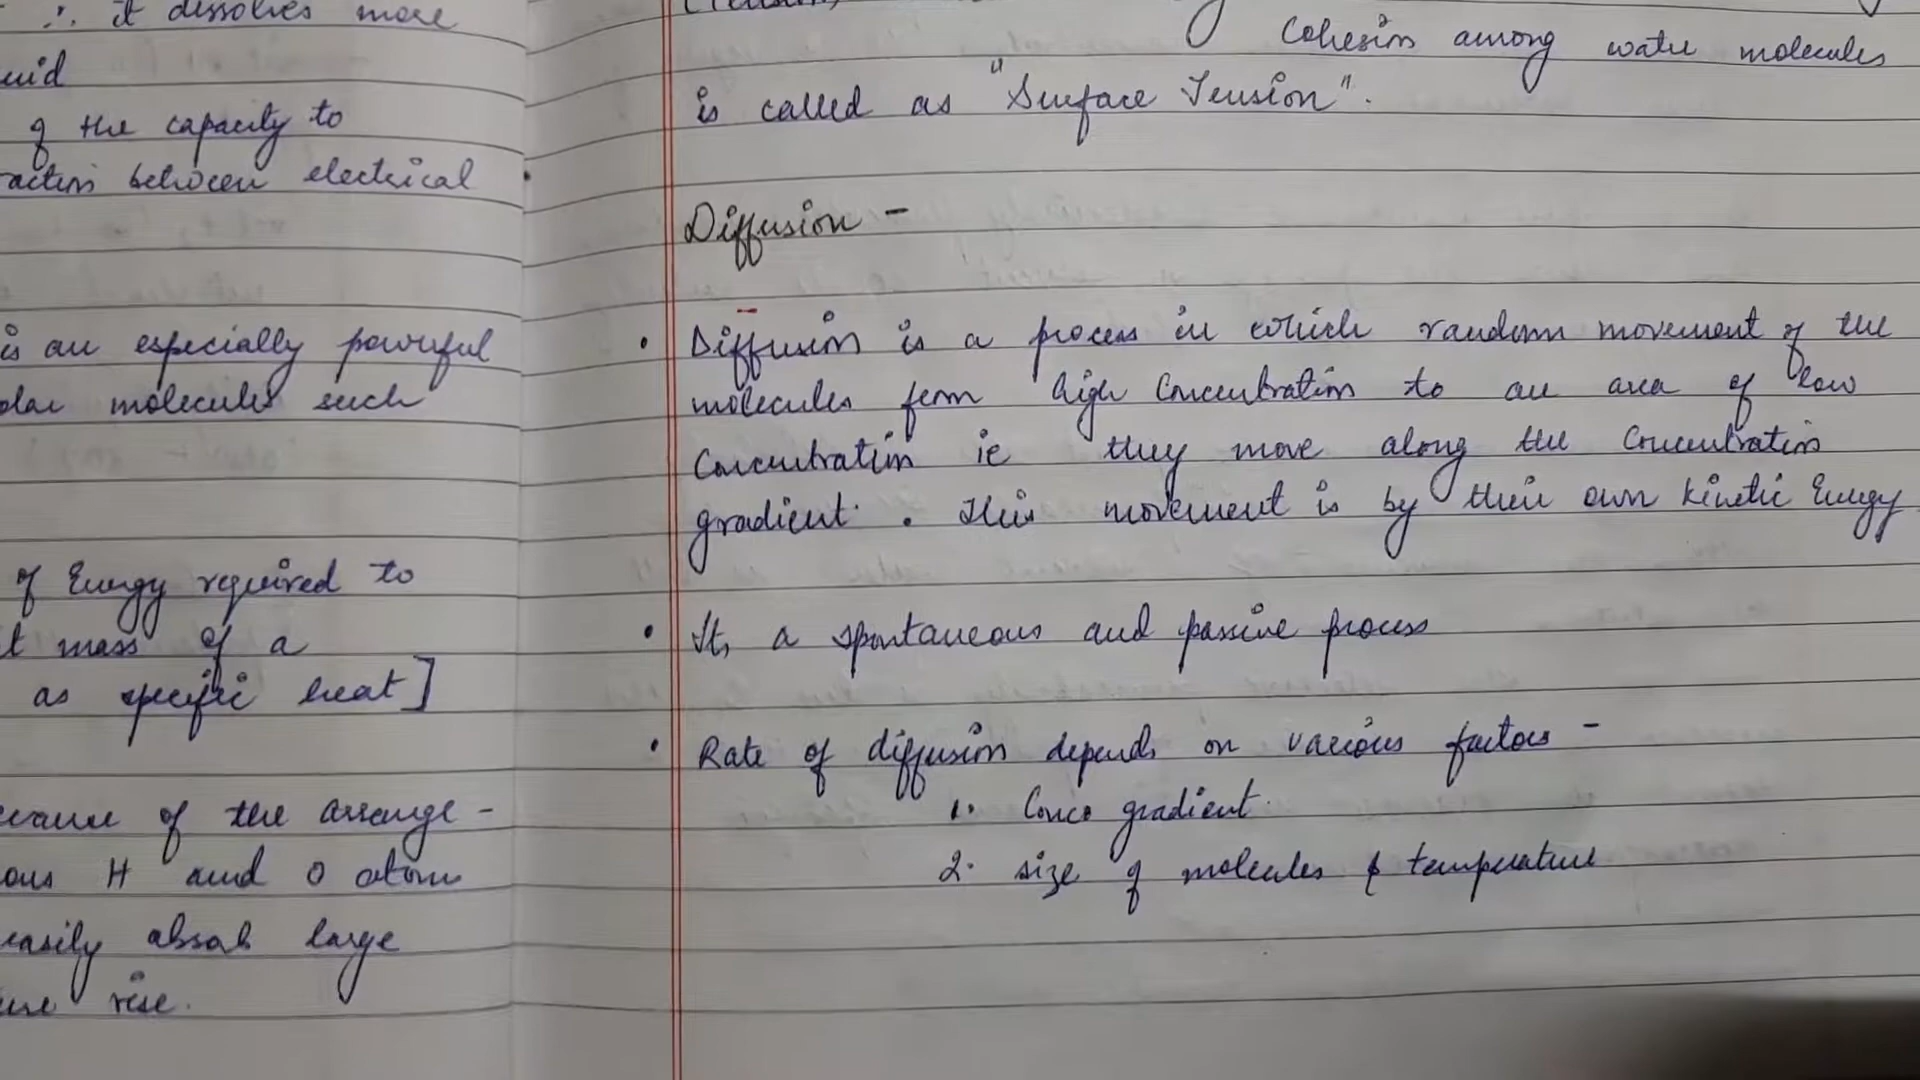 ∴ it dissolves more
uid
of the capacity to
action between electrical
is an especially powerful
olar molecules such
of Energy required to
t mass of a
as specific heat]
ecause of the arrange -
ous H and O atom
easily absob large
ure rise.
Cohesion among water molecules
is called as "Surface Tension".
Diffusion -
• Diffusion is a process in which random movement of the
molecules from high Concentration to an area of low
Concentration ie they move along the Concentration
gradient. This movement is by their own kinetic Energy
• Its a spontaneous and passive process
• Rate of diffusion depends on various factors -
1. Conco gradient.
2. size of molecules & temperature